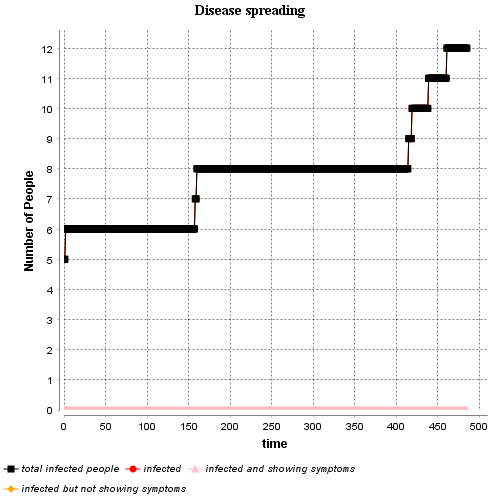 Disease spreading
12
11
10
9
8
7
6
5
4
3
2
1
0
Number of People
0 50 100 150 200 250 300 350 400 450 500
time
total infected people infected infected and showing symptoms
infected but not showing symptoms